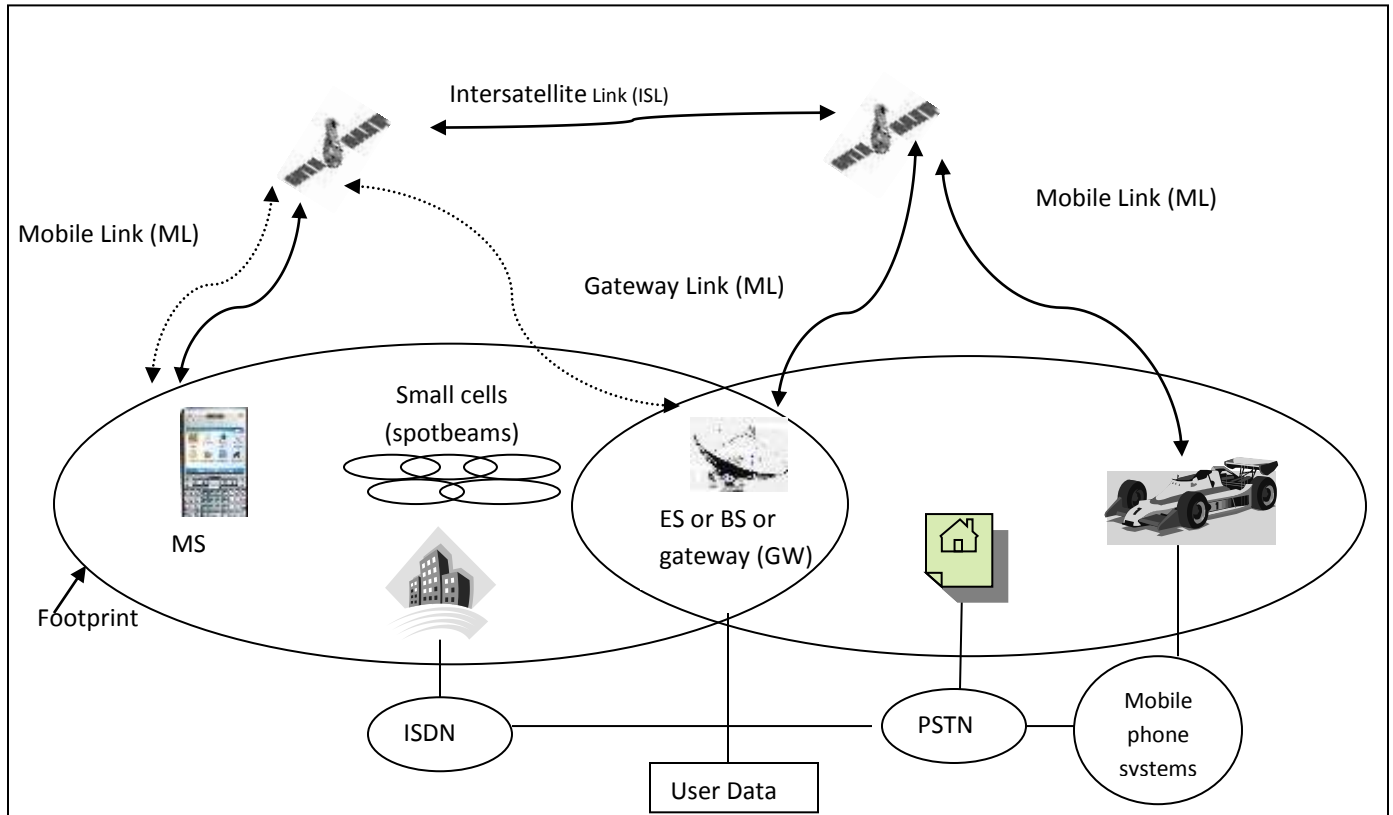 Intersatellite Link (ISL)
Mobile Link (ML)
Mobile Link (ML)
Gateway Link (ML)
Small cells
(spotbeams)
MS
ES or BS or
gateway (GW)
Footprint
ISDN
PSTN
Mobile
phone
systems
User Data